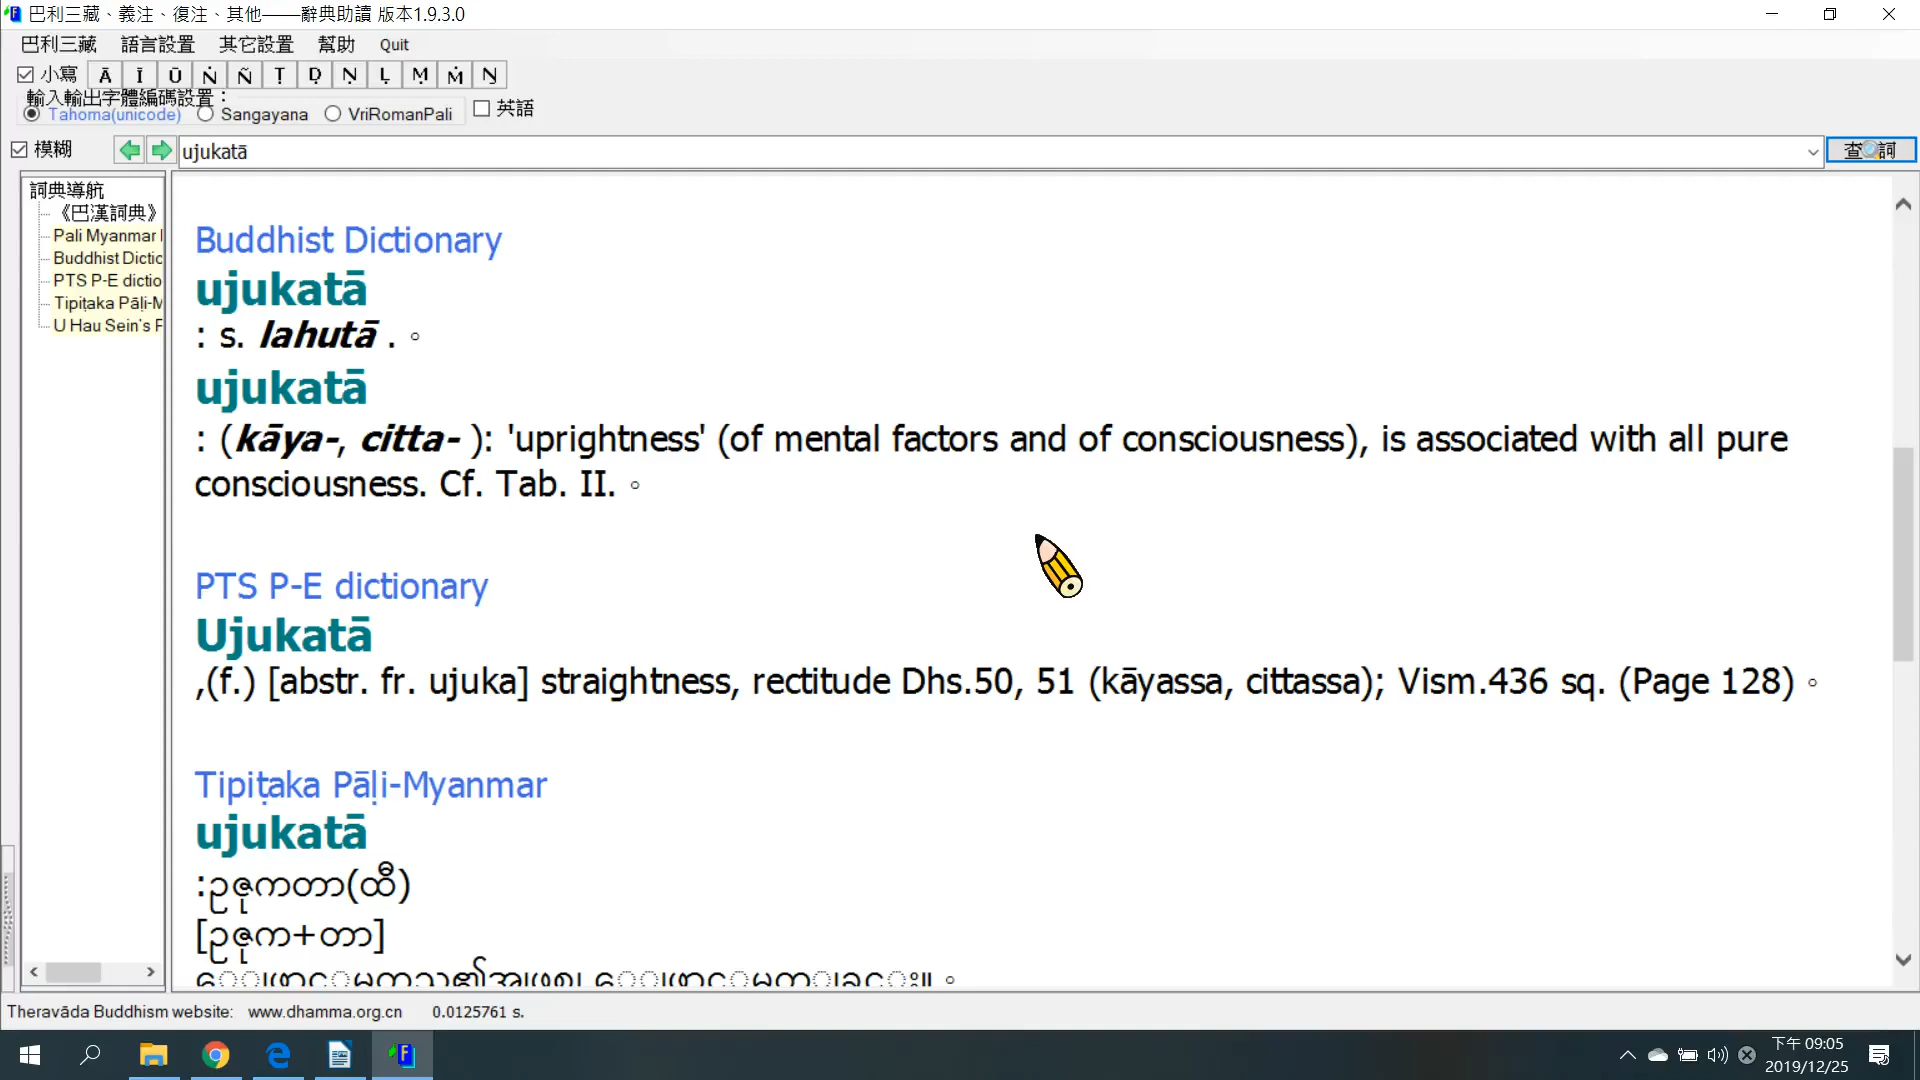 巴利三藏、義注、復注、其他——辭典助讀 版本1.9.3.0
巴利三藏 語言設置 其它設置 幫助 Quit
小寫 Ā Ī Ū Ṅ Ñ Ṭ Ḍ Ṇ Ḷ Ṃ Ṁ Ŋ
輸入輸出字體編碼設置：
Tahoma(unicode) Sangayana VriRomanPali 英語
模糊 ujukatā 查詞
詞典導航
《巴漢詞典》
Pali Myanmar
Buddhist Dictic
PTS P-E dictio
Tipiṭaka Pāḷi-M
U Hau Sein's F
Buddhist Dictionary
ujukatā
: s. lahutā .。
ujukatā
: (kāya-, citta- ): 'uprightness' (of mental factors and of consciousness), is associated with all pure
consciousness. Cf. Tab. II.。
PTS P-E dictionary
Ujukatā
,(f.) [abstr. fr. ujuka] straightness, rectitude Dhs.50, 51 (kāyassa, cittassa); Vism.436 sq. (Page 128)。
Tipiṭaka Pāḷi-Myanmar
ujukatā
:ဥဇုကတာ(ထီ)
[ဥဇုက+တာ]
Theravāda Buddhism website: www.dhamma.org.cn 0.0125761 s.
下午 09:05
2019/12/25